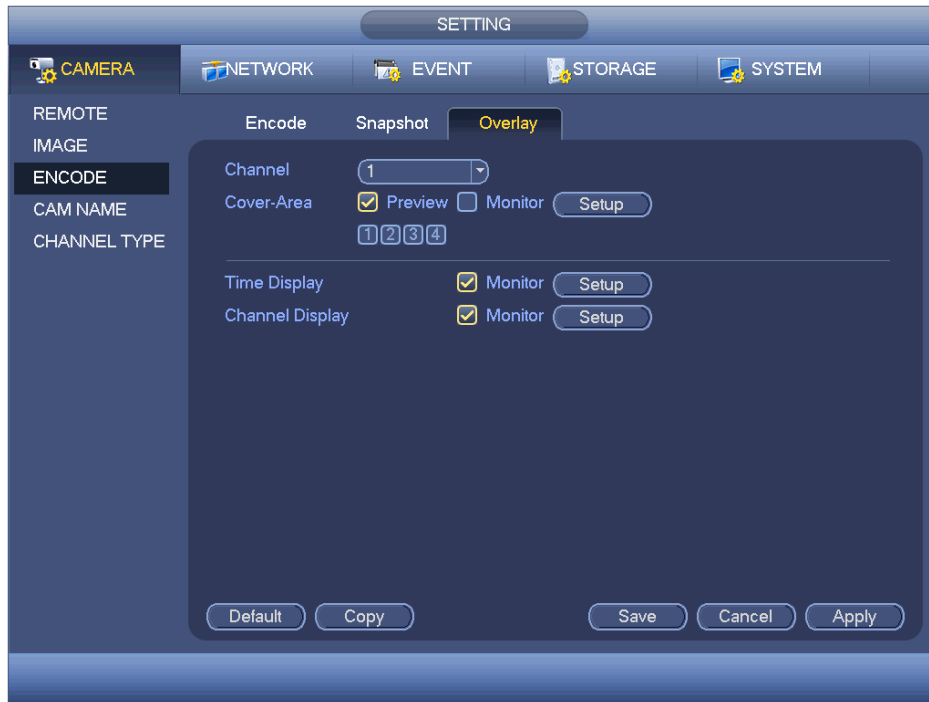 SETTING
CAMERA NETWORK EVENT STORAGE SYSTEM
REMOTE
IMAGE
ENCODE
CAM NAME
CHANNEL TYPE
Encode Snapshot Overlay
Channel 1
Cover-Area Preview Monitor Setup
1 2 3 4
Time Display Monitor Setup
Channel Display Monitor Setup
Default Copy Save Cancel Apply